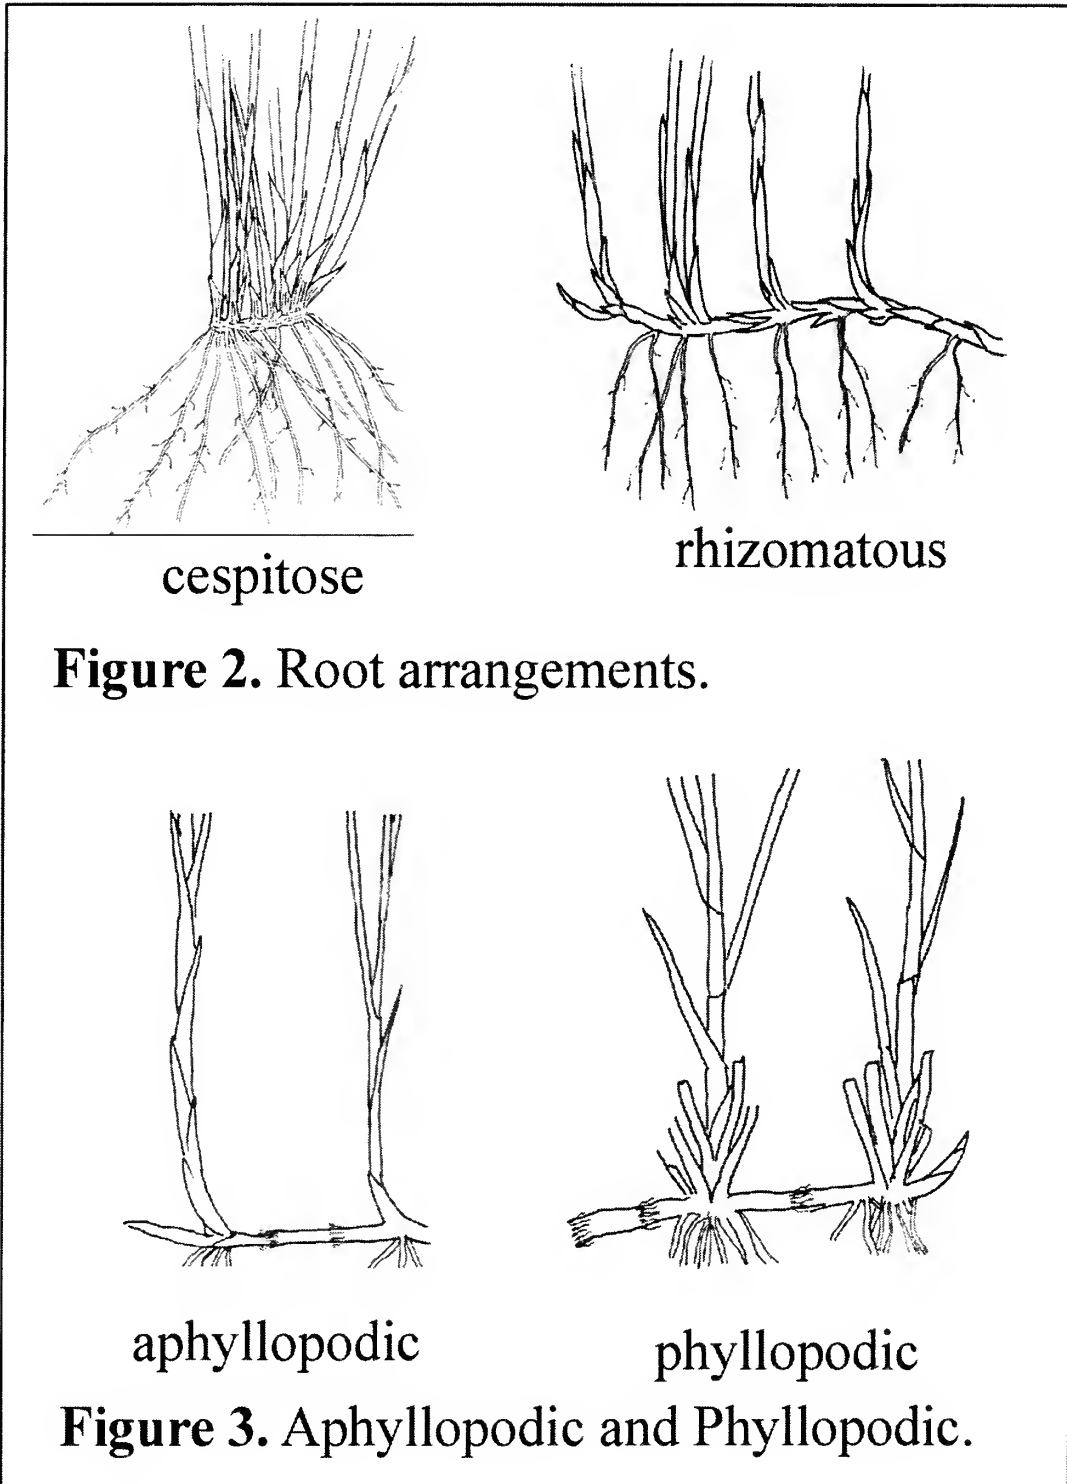 cespitose
rhizomatous
Figure 2. Root arrangements.
aphyllopodic
phyllopodic
Figure 3. Aphyllopodic and Phyllopodic.